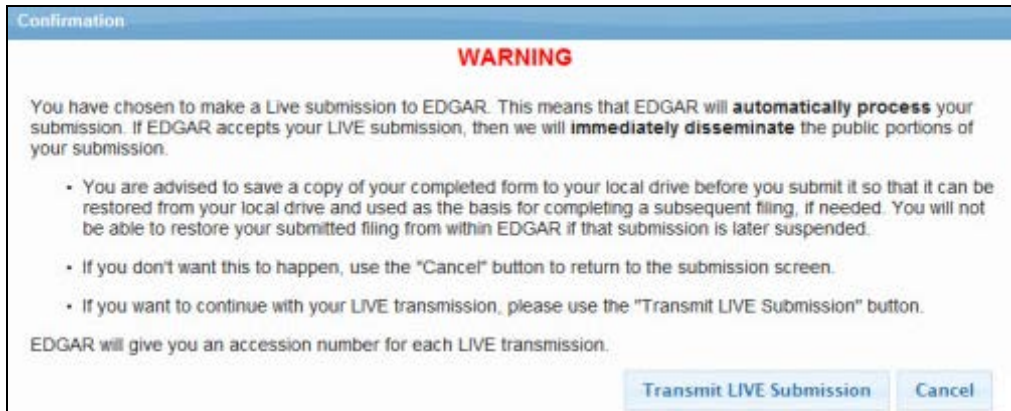 Confirmation
WARNING
You have chosen to make a Live submission to EDGAR. This means that EDGAR will automatically process your
submission. If EDGAR accepts your LIVE submission, then we will immediately disseminate the public portions of
your submission.
• You are advised to save a copy of your completed form to your local drive before you submit it so that it can be
restored from your local drive and used as the basis for completing a subsequent filing, if needed. You will not
be able to restore your submitted filing from within EDGAR if that submission is later suspended.
• If you don't want this to happen, use the "Cancel" button to return to the submission screen.
• If you want to continue with your LIVE transmission, please use the "Transmit LIVE Submission" button.
EDGAR will give you an accession number for each LIVE transmission.
Transmit LIVE Submission Cancel